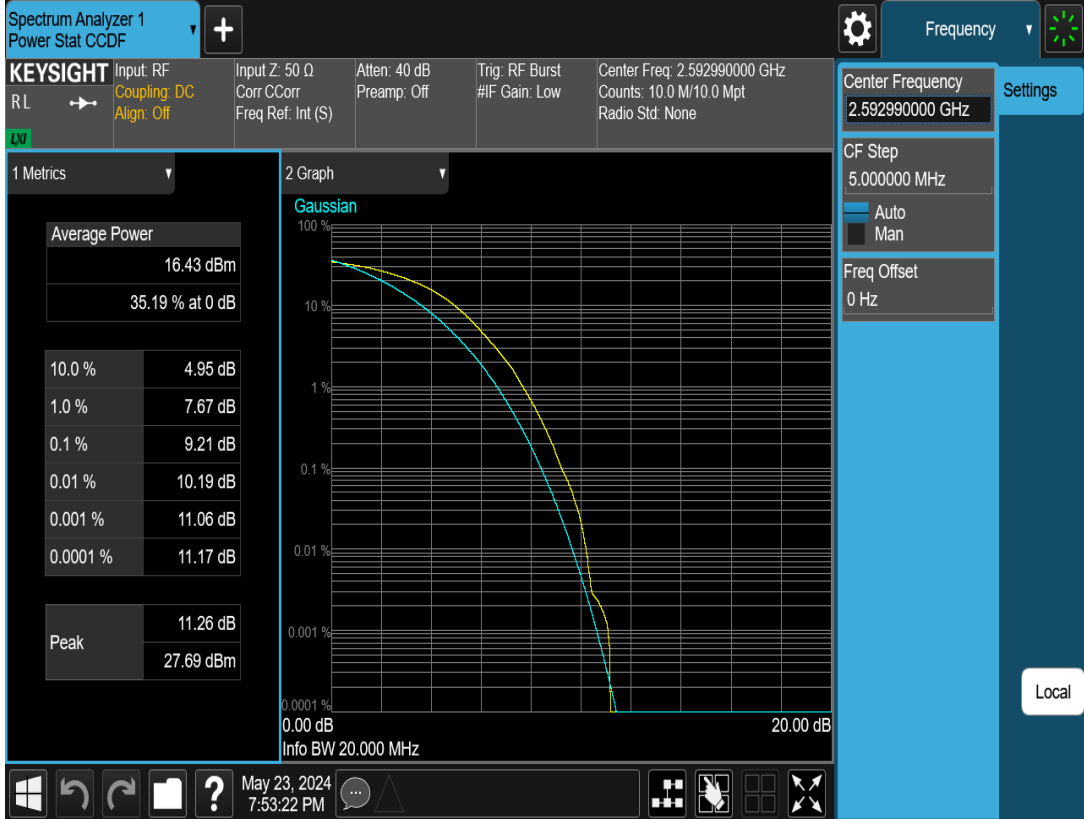 Spectrum Analyzer 1
Power Stat CCDF
Frequency
KEYSIGHT
RL
LXI
Input: RF
Coupling: DC
Align: Off
Input Z: 50 Ω
Corr CCorr
Freq Ref: Int (S)
Atten: 40 dB
Preamp: Off
Trig: RF Burst
#IF Gain: Low
Center Freq: 2.592990000 GHz
Counts: 10.0 M/10.0 Mpt
Radio Std: None
Center Frequency
2.592990000 GHz
Settings
CF Step
5.000000 MHz
Auto
Man
Freq Offset
0 Hz
1 Metrics
Average Power
16.43 dBm
35.19 % at 0 dB
10.0 % 4.95 dB
1.0 % 7.67 dB
0.1 % 9.21 dB
0.01 % 10.19 dB
0.001 % 11.06 dB
0.0001 % 11.17 dB
Peak 11.26 dB
27.69 dBm
2 Graph
Gaussian
100 %
10 %
1 %
0.1 %
0.01 %
0.001 %
0.0001 %
0.00 dB 20.00 dB
Info BW 20.000 MHz
Local
?
May 23, 2024
7:53:22 PM